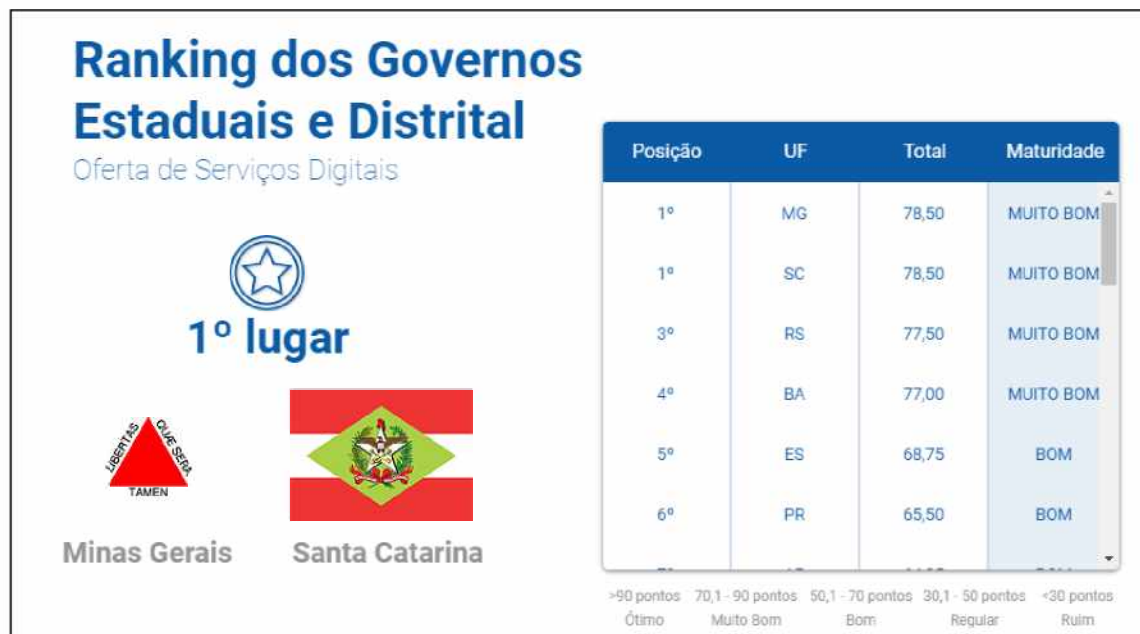 Ranking dos Governos
Estaduais e Distrital
Oferta de Serviços Digitais
1º lugar
LIBERTAS QUÆ SERA
TAMEN
Minas Gerais Santa Catarina
Posição UF Total Maturidade
1º MG 78,50 MUITO BOM
1º SC 78,50 MUITO BOM
3º RS 77,50 MUITO BOM
4º BA 77,00 MUITO BOM
5º ES 68,75 BOM
6º PR 65,50 BOM
>90 pontos 70,1 - 90 pontos 50,1 - 70 pontos 30,1 - 50 pontos <30 pontos
Ótimo Muito Bom Bom Regular Ruim